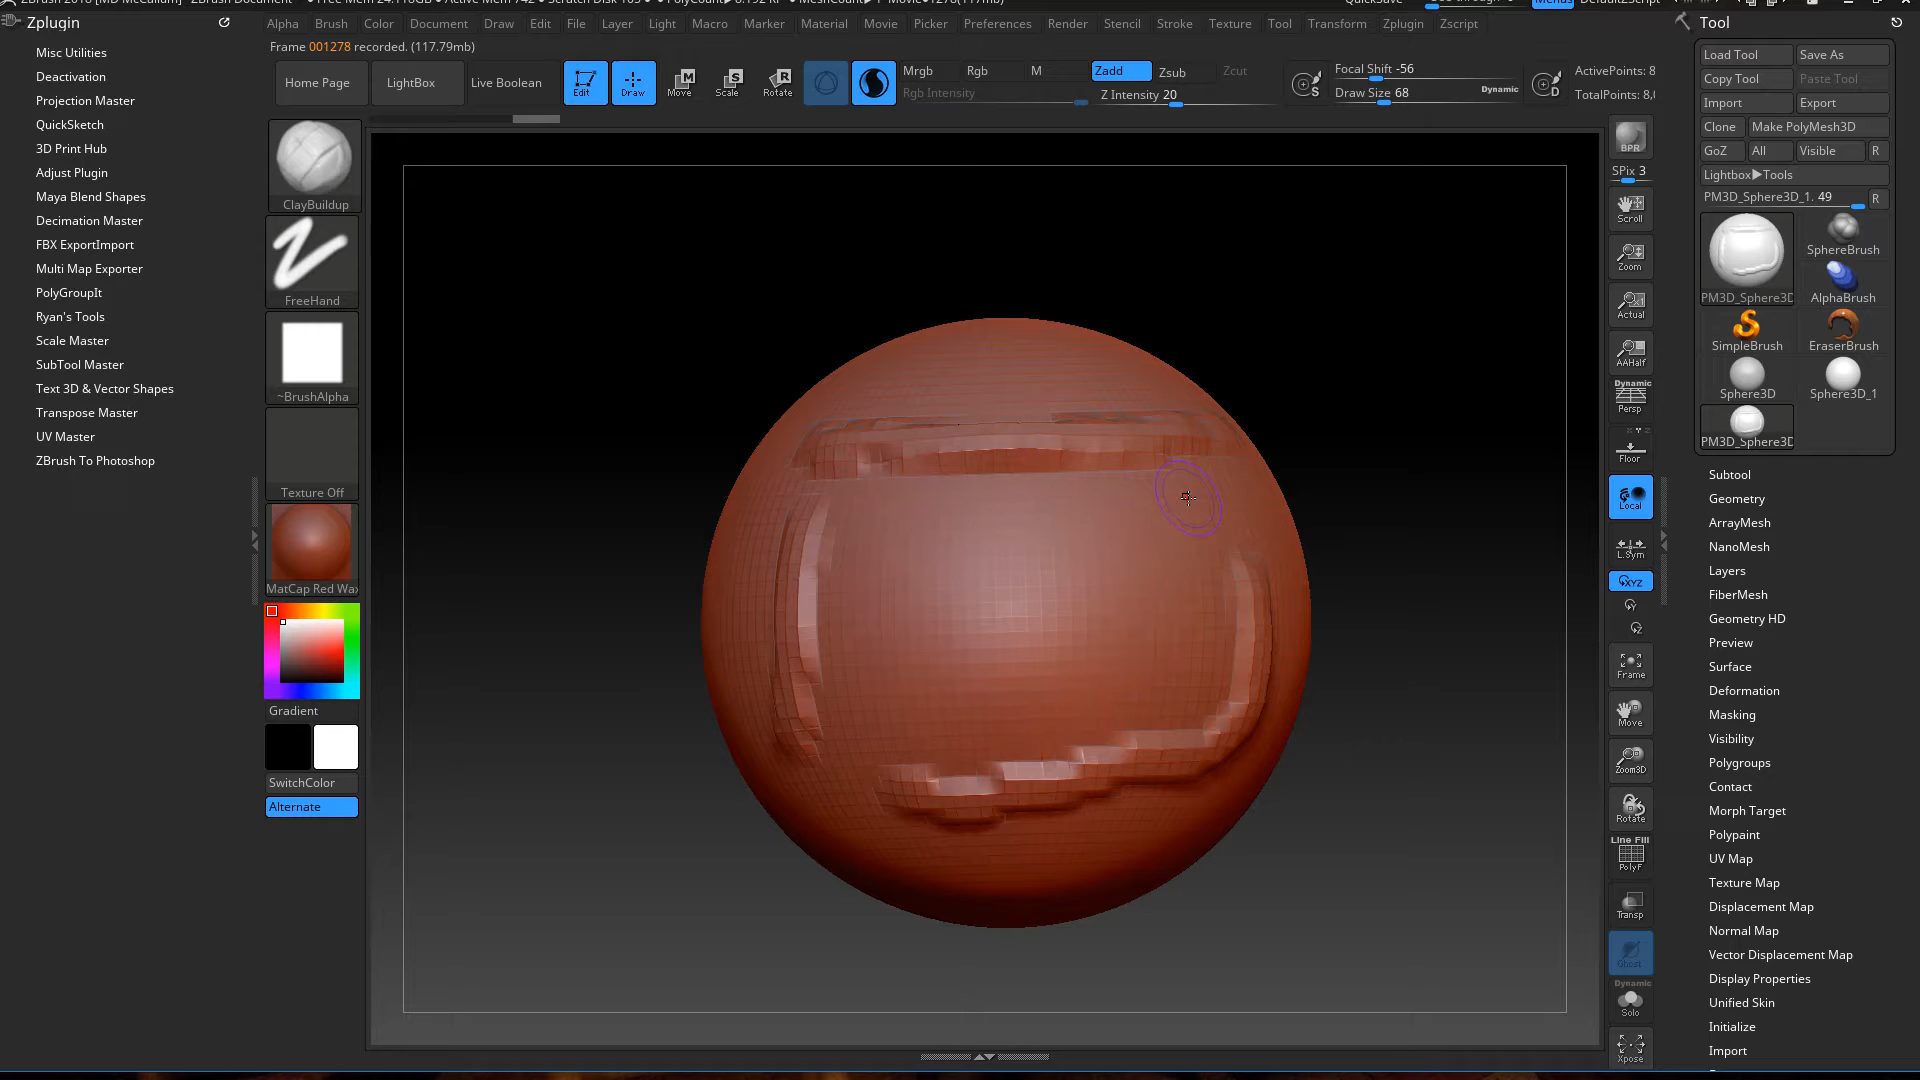 Zplugin
Misc Utilities
Deactivation
Projection Master
QuickSketch
3D Print Hub
Adjust Plugin
Maya Blend Shapes
Decimation Master
FBX ExportImport
Multi Map Exporter
PolyGroupIt
Ryan's Tools
Scale Master
SubTool Master
Text 3D & Vector Shapes
Transpose Master
UV Master
ZBrush To Photoshop
Alpha Brush Color Document Draw Edit File Layer Light Macro Marker Material Movie Picker Preferences Render Stencil Stroke Texture Tool Transform Zplugin Zscript
Frame 001278 recorded. (117.79mb)
Home Page
LightBox
Live Boolean
Edit
Draw
Move
Scale
Rotate
Mrgb Rgb M
Rgb Intensity
Zadd Zsub Zcut
Z Intensity 20
S
Focal Shift -56
Draw Size 68 Dynamic
D
ActivePoints: 8
TotalPoints: 8,
ClayBuildup
FreeHand
~BrushAlpha
Texture Off
MatCap Red Wax
Gradient
SwitchColor
Alternate
BPR
SPix 3
Scroll
Zoom
Actual
AAHalf
Dynamic
Persp
Floor
Local
L.Sym
XYZ
Y
Z
Frame
Move
Zoom3D
Rotate
Line Fill
PolyF
Transp
Ghost
Dynamic
Solo
Xpose
Tool
Load Tool Save As
Copy Tool Paste Tool
Import Export
Clone Make PolyMesh3D
GoZ All Visible R
Lightbox▶Tools
PM3D_Sphere3D_1. 49 R
PM3D_Sphere3D
SphereBrush
AlphaBrush
SimpleBrush
EraserBrush
Sphere3D
Sphere3D_1
PM3D_Sphere3D
Subtool
Geometry
ArrayMesh
NanoMesh
Layers
FiberMesh
Geometry HD
Preview
Surface
Deformation
Masking
Visibility
Polygroups
Contact
Morph Target
Polypaint
UV Map
Texture Map
Displacement Map
Normal Map
Vector Displacement Map
Display Properties
Unified Skin
Initialize
Import